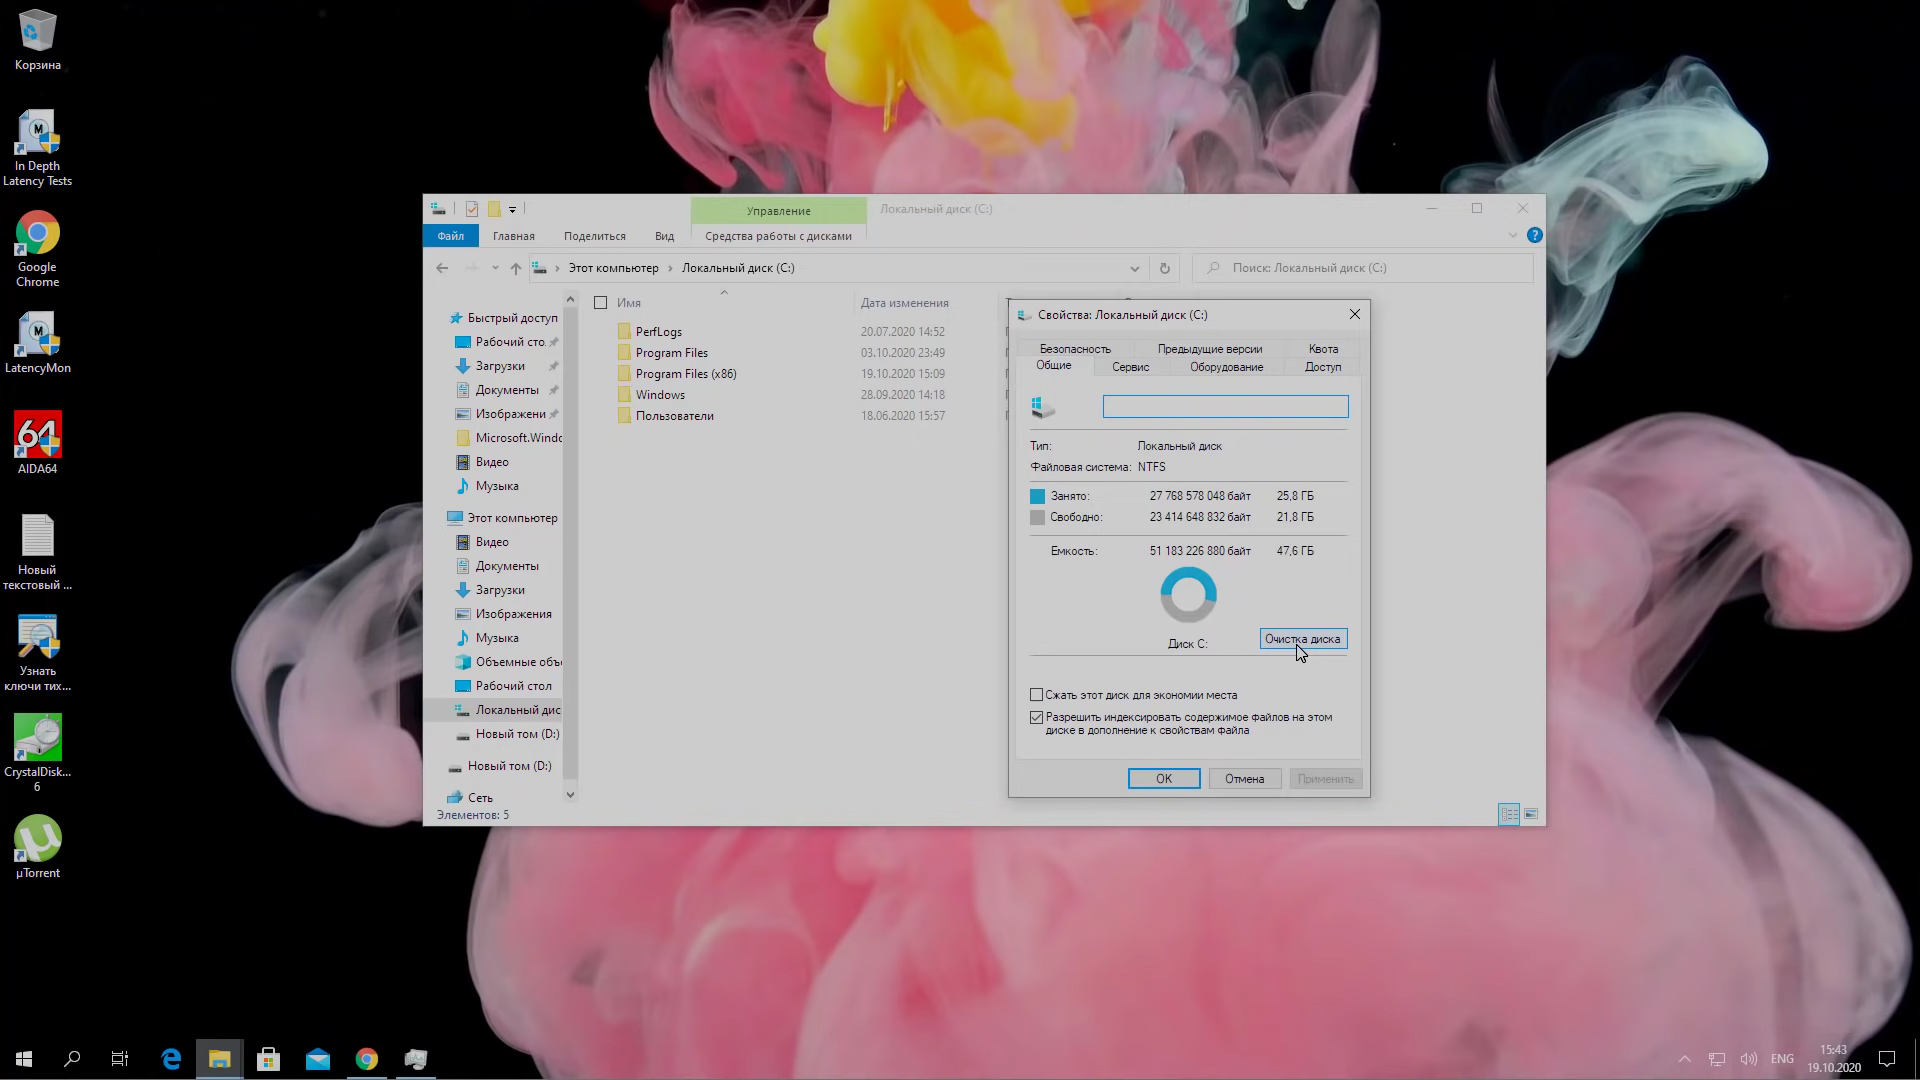 Корзина
In Depth
Latency Tests
Google
Chrome
LatencyMon
64
AIDA64
Новый
текстовый ...
Узнать
ключи тих...
CrystalDisk...
6
µTorrent
Управление
Локальный диск (C:)
Файл
Главная
Поделиться
Вид
Средства работы с дисками
Этот компьютер
Локальный диск (C:)
Поиск: Локальный диск (C:)
Имя
Дата изменения
PerfLogs
20.07.2020 14:52
Program Files
03.10.2020 23:49
Program Files (x86)
19.10.2020 15:09
Windows
28.09.2020 14:18
Пользователи
18.06.2020 15:57
Быстрый доступ
Рабочий сто.
Загрузки
Документы
Изображени
Microsoft.Windo
Видео
Музыка
Этот компьютер
Видео
Документы
Загрузки
Изображения
Музыка
Объемные объ
Рабочий стол
Локальный дис
Новый том (D:)
Новый том (D:)
Сеть
Элементов: 5
Свойства: Локальный диск (C:)
Безопасность
Предыдущие версии
Квота
Общие
Сервис
Оборудование
Доступ
Тип: Локальный диск
Файловая система: NTFS
Занято: 27 768 578 048 байт 25,8 ГБ
Свободно: 23 414 648 832 байт 21,8 ГБ
Емкость: 51 183 226 880 байт 47,6 ГБ
Диск C:
Очистка диска
Сжать этот диск для экономии места
Разрешить индексировать содержимое файлов на этом
диске в дополнение к свойствам файла
OK
Отмена
Применить
ENG
15:43
19.10.2020